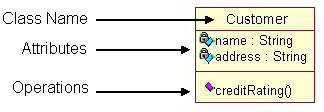 Class Name
Customer
Attributes
name : String
address : String
Operations
creditRating()